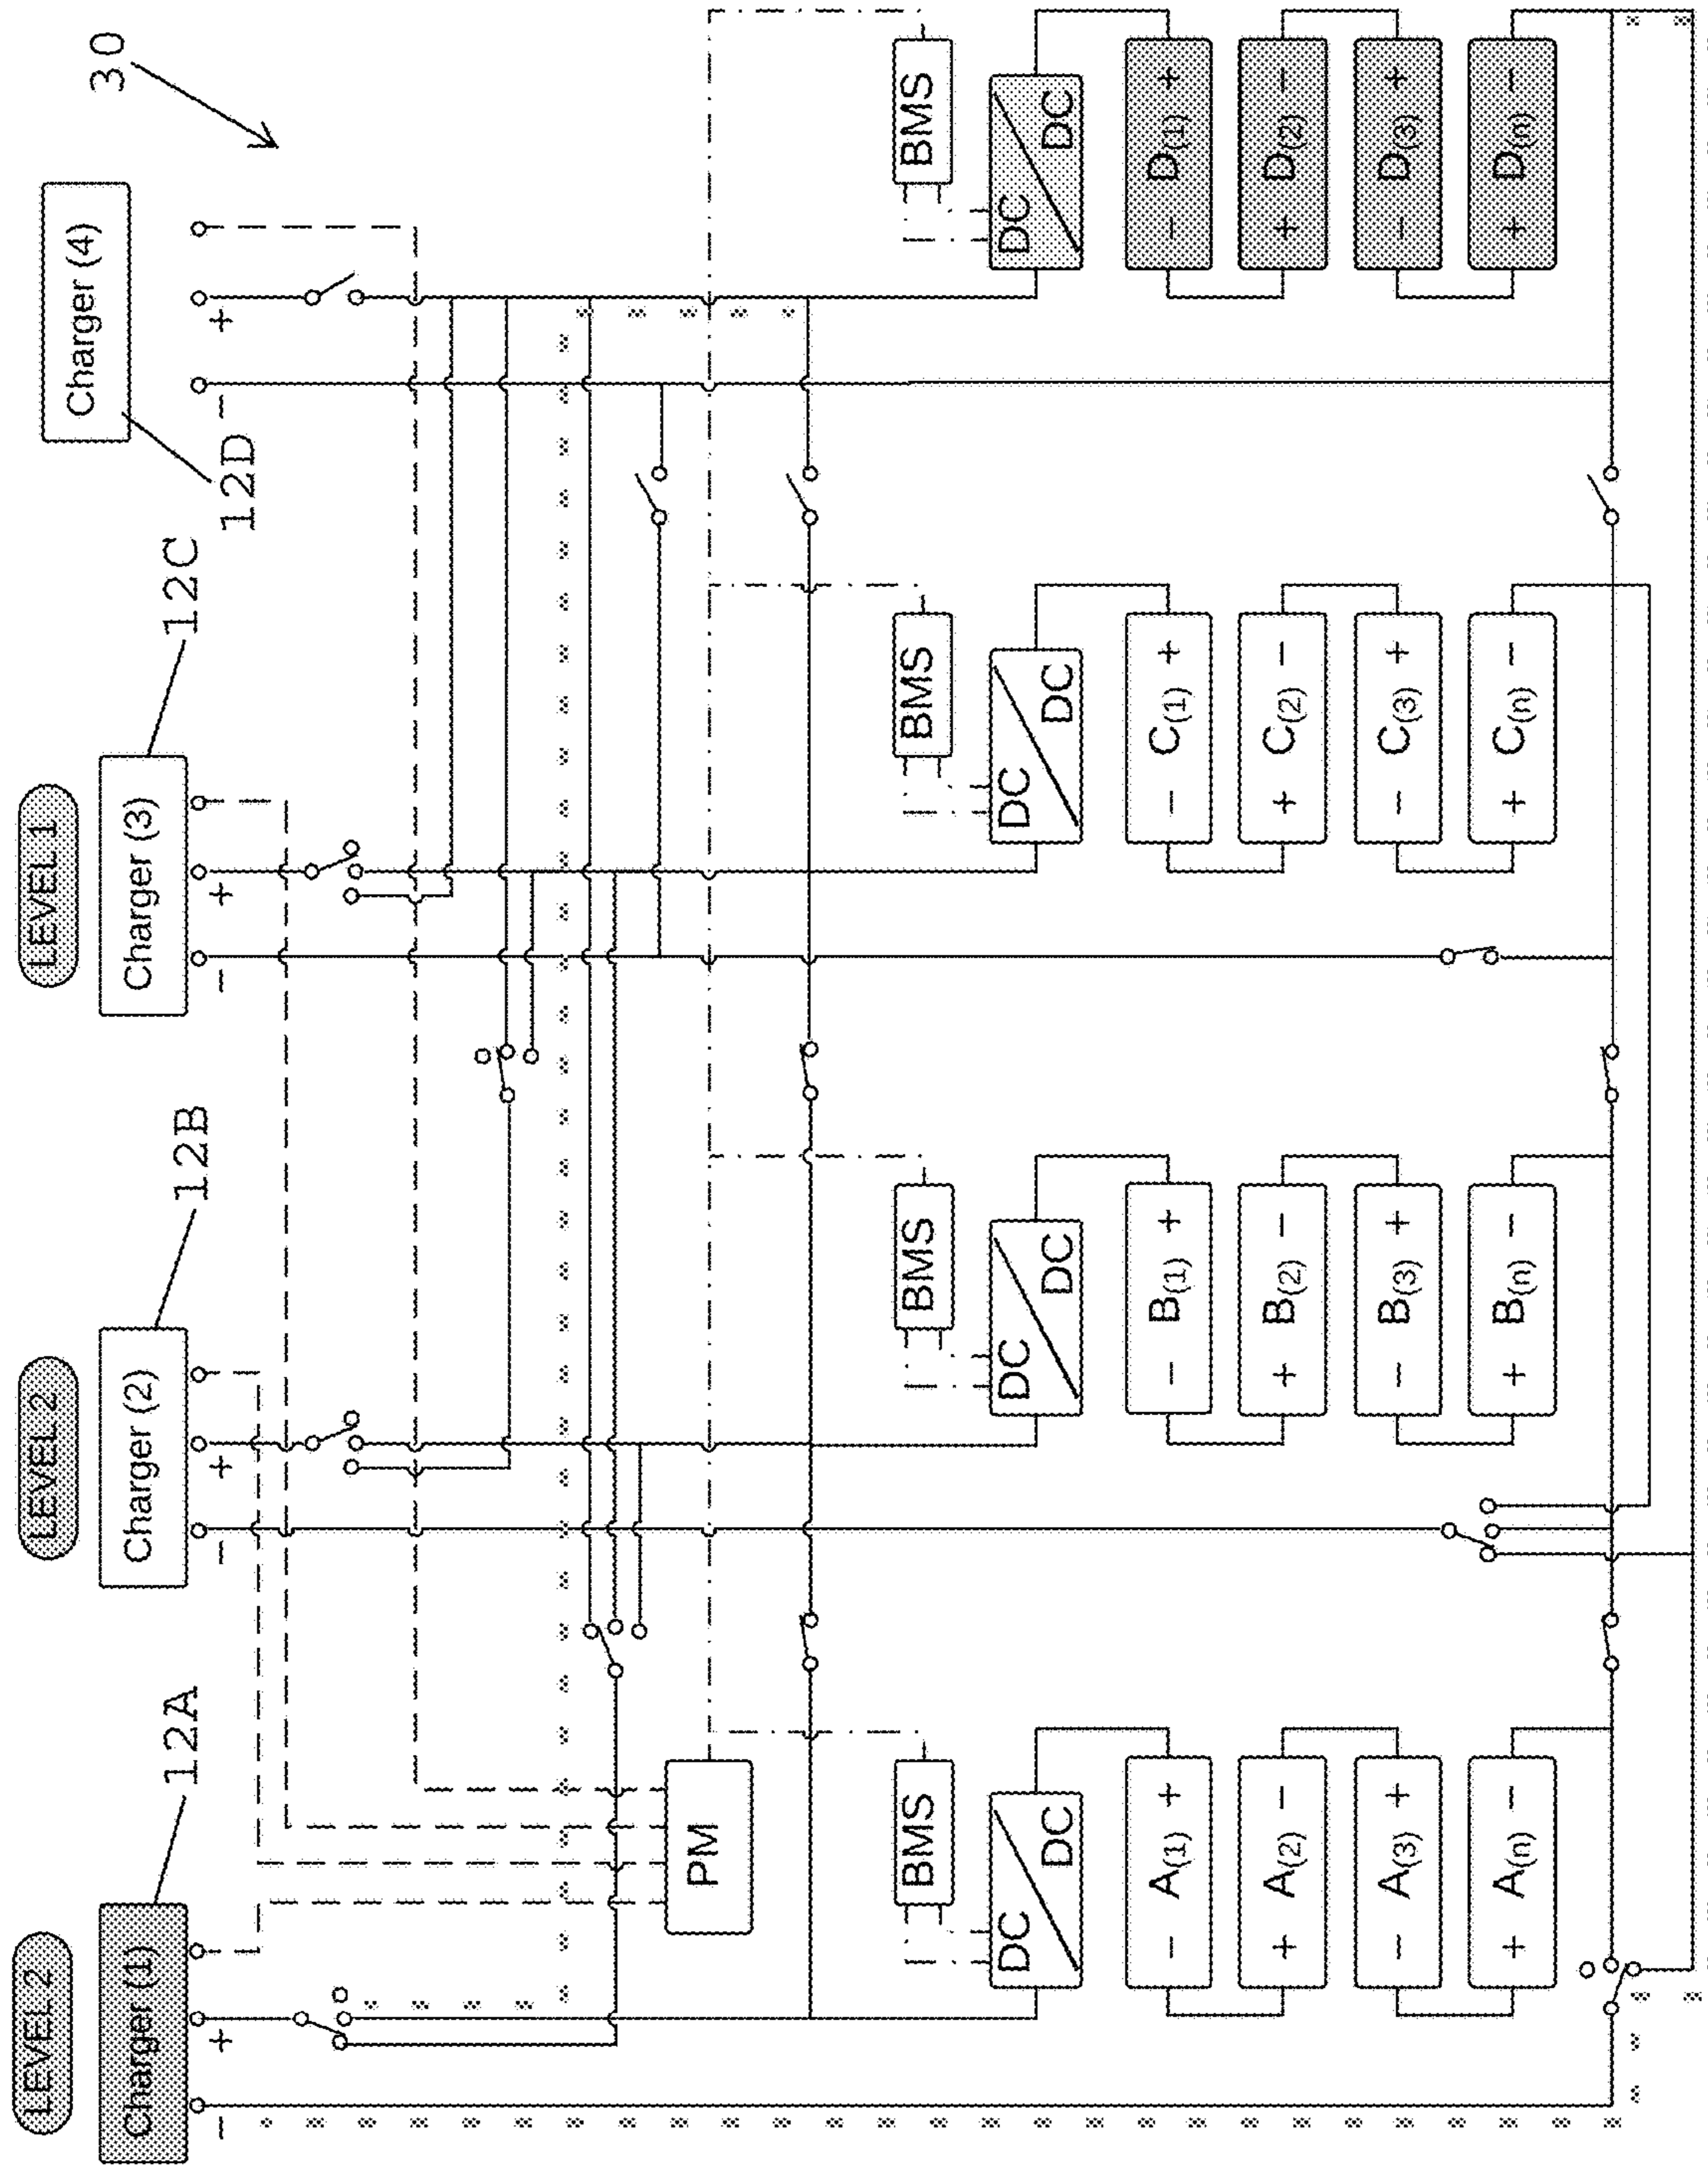 30
LEVEL 2
LEVEL 2
LEVEL 1
Charger (1)
Charger (2)
Charger (3)
Charger (4)
12A
12B
12C
12D
− +
− +
− +
− +
PM
BMS
BMS
BMS
BMS
DC DC
DC DC
DC DC
DC DC
− A(1) +
− B(1) +
− C(1) +
− D(1) +
+ A(2) −
+ B(2) −
+ C(2) −
+ D(2) −
− A(3) +
− B(3) +
− C(3) +
− D(3) +
+ A(n) −
+ B(n) −
+ C(n) −
+ D(n) −